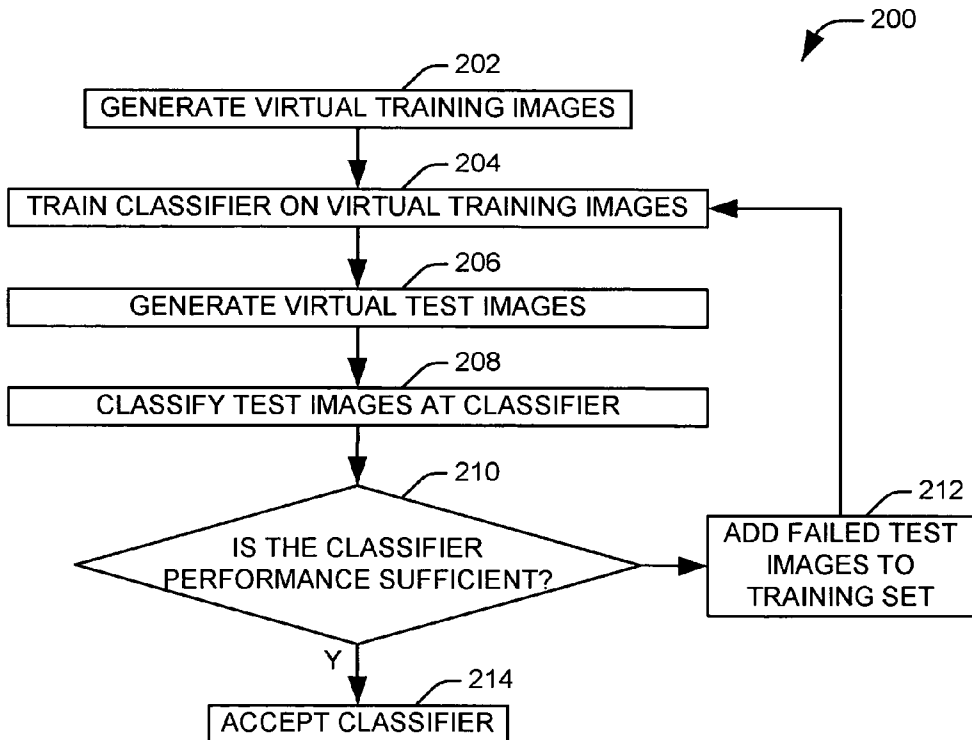 200
202
GENERATE VIRTUAL TRAINING IMAGES
204
TRAIN CLASSIFIER ON VIRTUAL TRAINING IMAGES
206
GENERATE VIRTUAL TEST IMAGES
208
CLASSIFY TEST IMAGES AT CLASSIFIER
210
IS THE CLASSIFIER
PERFORMANCE SUFFICIENT?
212
ADD FAILED TEST
IMAGES TO
TRAINING SET
Y
214
ACCEPT CLASSIFIER